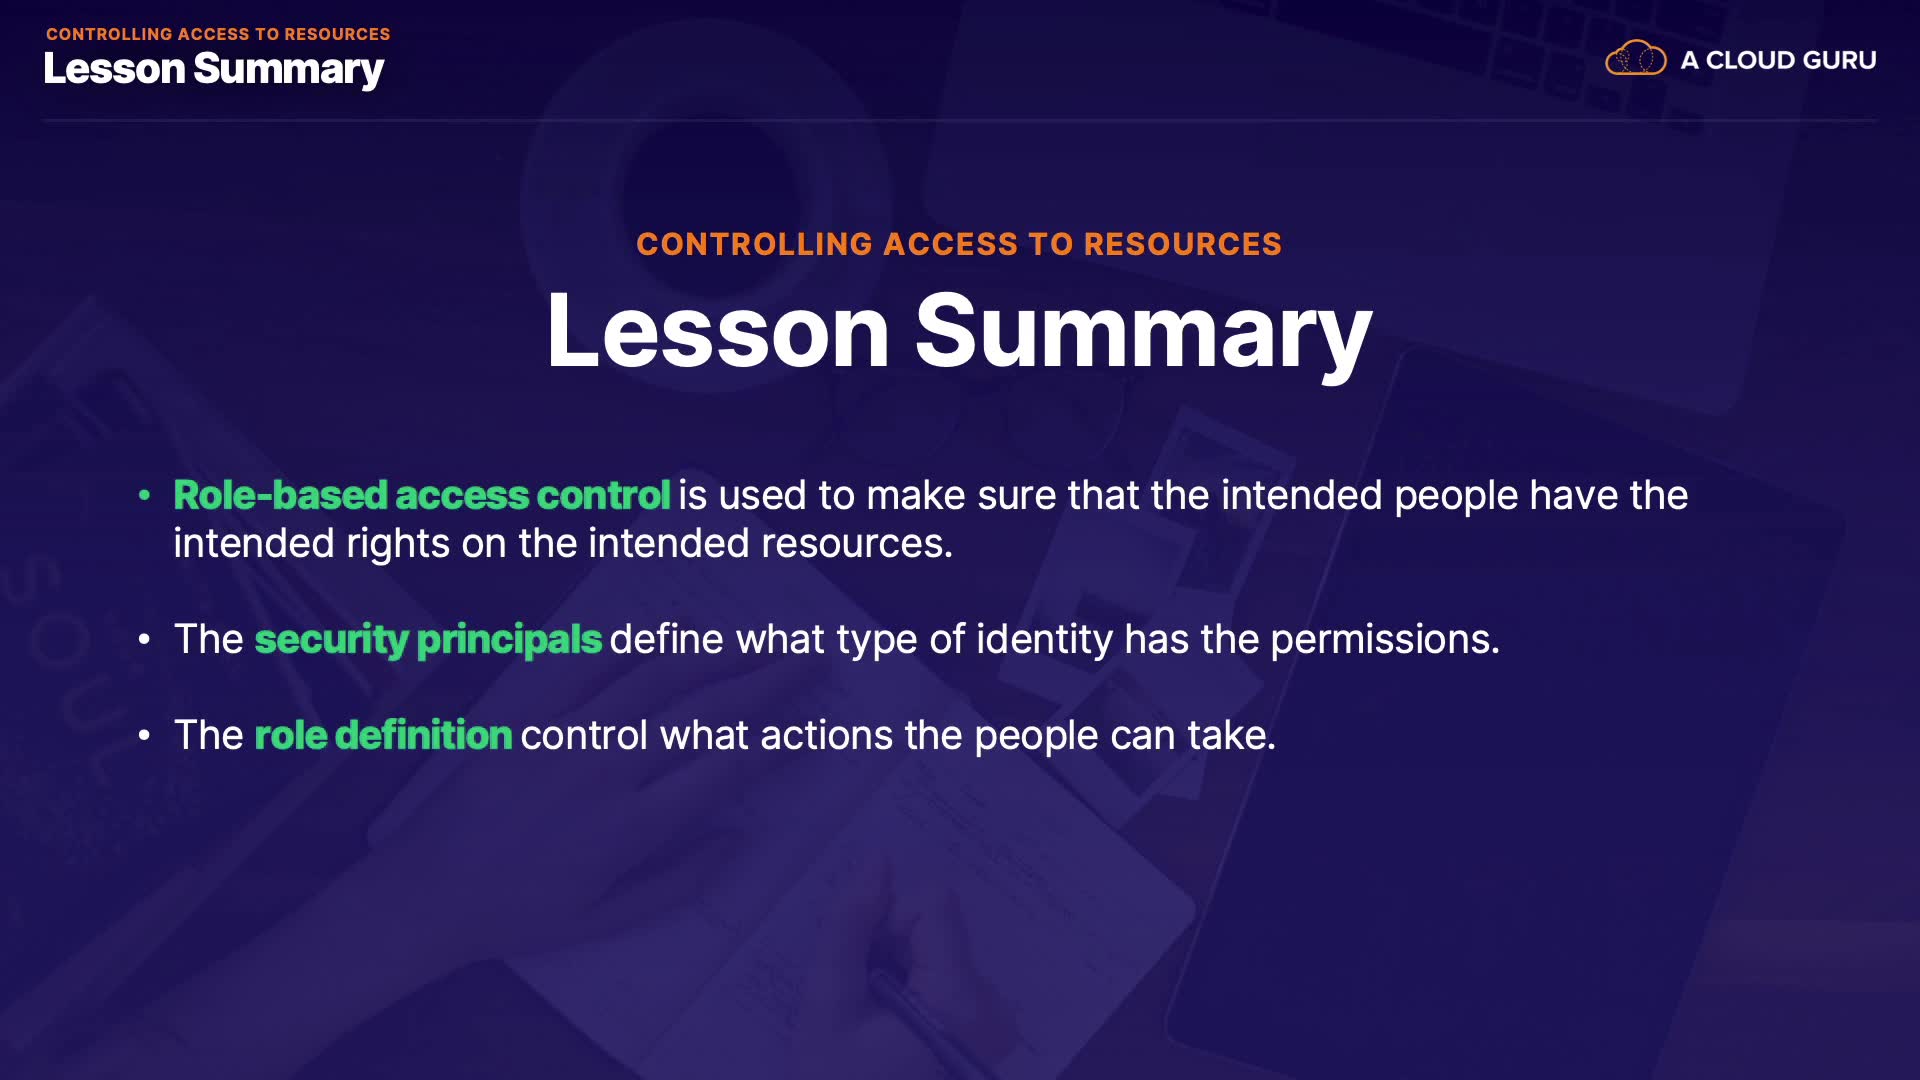 CONTROLLING ACCESS TO RESOURCES
Lesson Summary
A CLOUD GURU
CONTROLLING ACCESS TO RESOURCES
Lesson Summary
• Role-based access control is used to make sure that the intended people have the
intended rights on the intended resources.
• The security principals define what type of identity has the permissions.
• The role definition control what actions the people can take.
SOUL